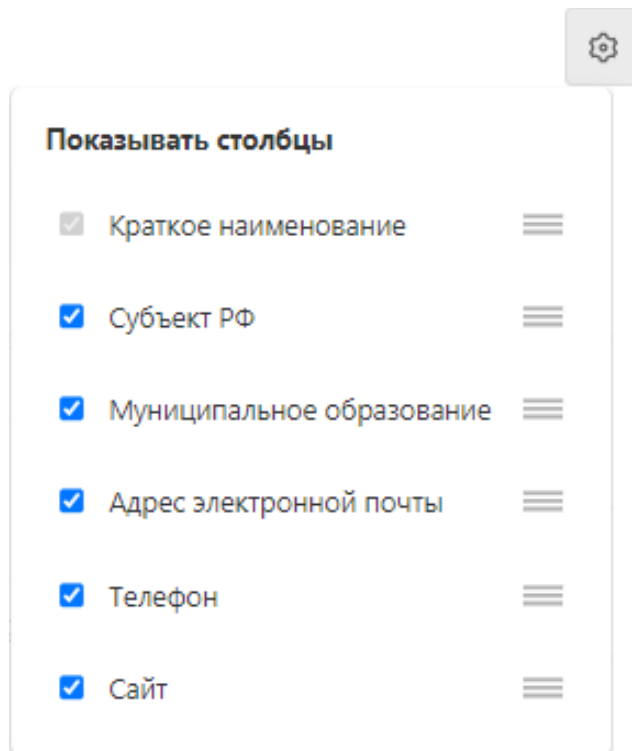 Показывать столбцы
Краткое наименование
Субъект РФ
Муниципальное образование
Адрес электронной почты
Телефон
Сайт